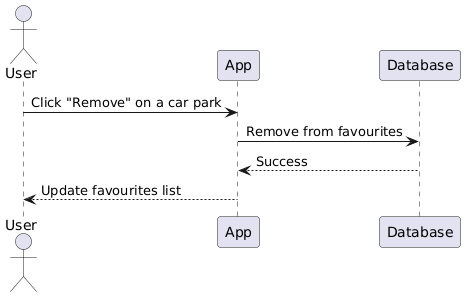 User
App
Database
Click "Remove" on a car park
Remove from favourites
Success
Update favourites list
User
App
Database